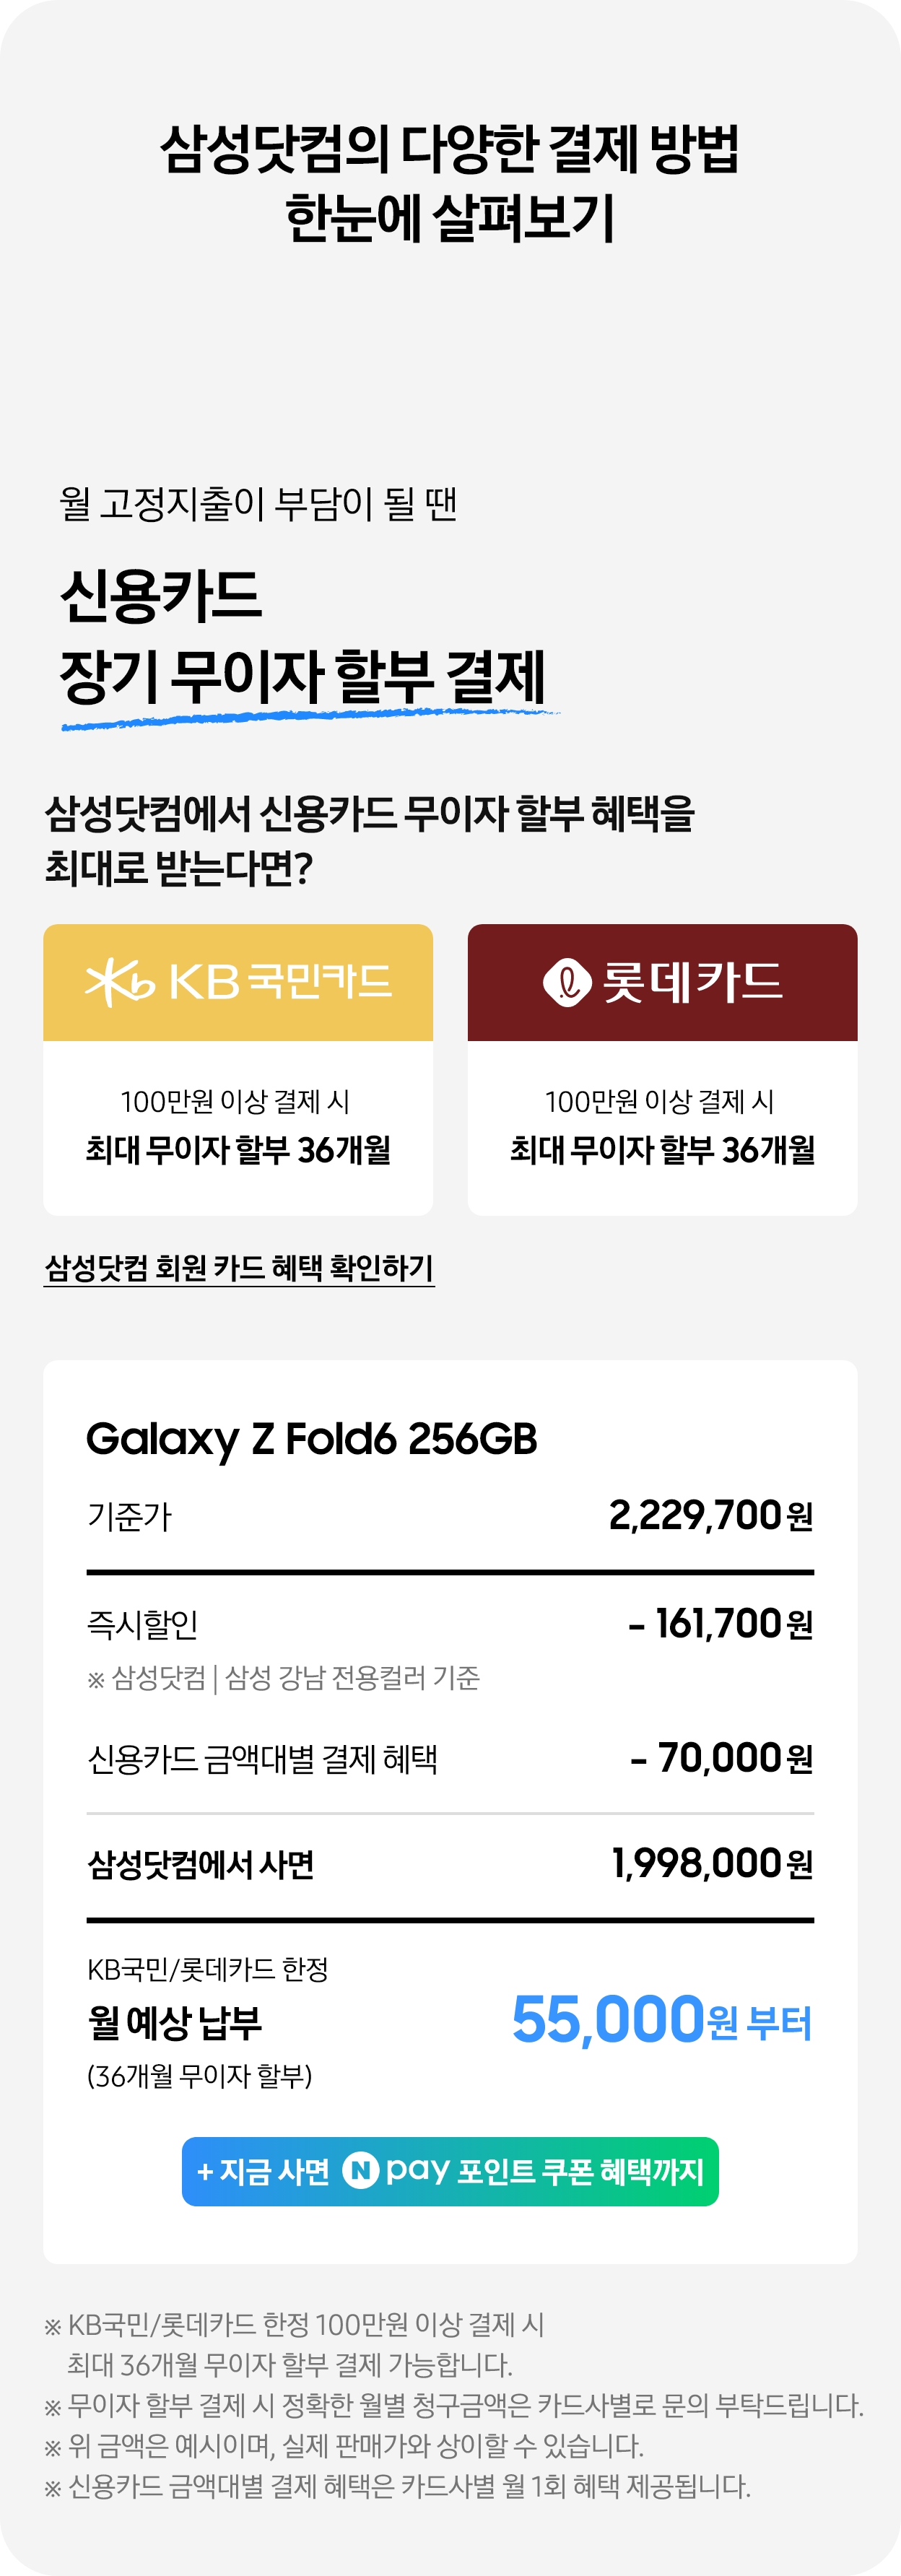 삼성닷컴의 다양한 결제 방법
한눈에 살펴보기
월 고정지출이 부담이 될 땐
신용카드
장기 무이자 할부 결제
삼성닷컴에서 신용카드 무이자 할부 혜택을
최대로 받는다면?
KB국민카드
롯데카드
100만원 이상 결제 시
최대 무이자 할부 36개월
100만원 이상 결제 시
최대 무이자 할부 36개월
삼성닷컴 회원 카드 혜택 확인하기
Galaxy Z Fold6 256GB
기준가 2,229,700원
즉시할인 - 161,700원
※ 삼성닷컴 | 삼성 강남 전용컬러 기준
신용카드 금액대별 결제 혜택 - 70,000원
삼성닷컴에서 사면 1,998,000원
KB국민/롯데카드 한정
월 예상 납부 55,000원 부터
(36개월 무이자 할부)
+ 지금 사면 N pay 포인트 쿠폰 혜택까지
※ KB국민/롯데카드 한정 100만원 이상 결제 시
최대 36개월 무이자 할부 결제 가능합니다.
※ 무이자 할부 결제 시 정확한 월별 청구금액은 카드사별로 문의 부탁드립니다.
※ 위 금액은 예시이며, 실제 판매가와 상이할 수 있습니다.
※ 신용카드 금액대별 결제 혜택은 카드사별 월 1회 혜택 제공됩니다.